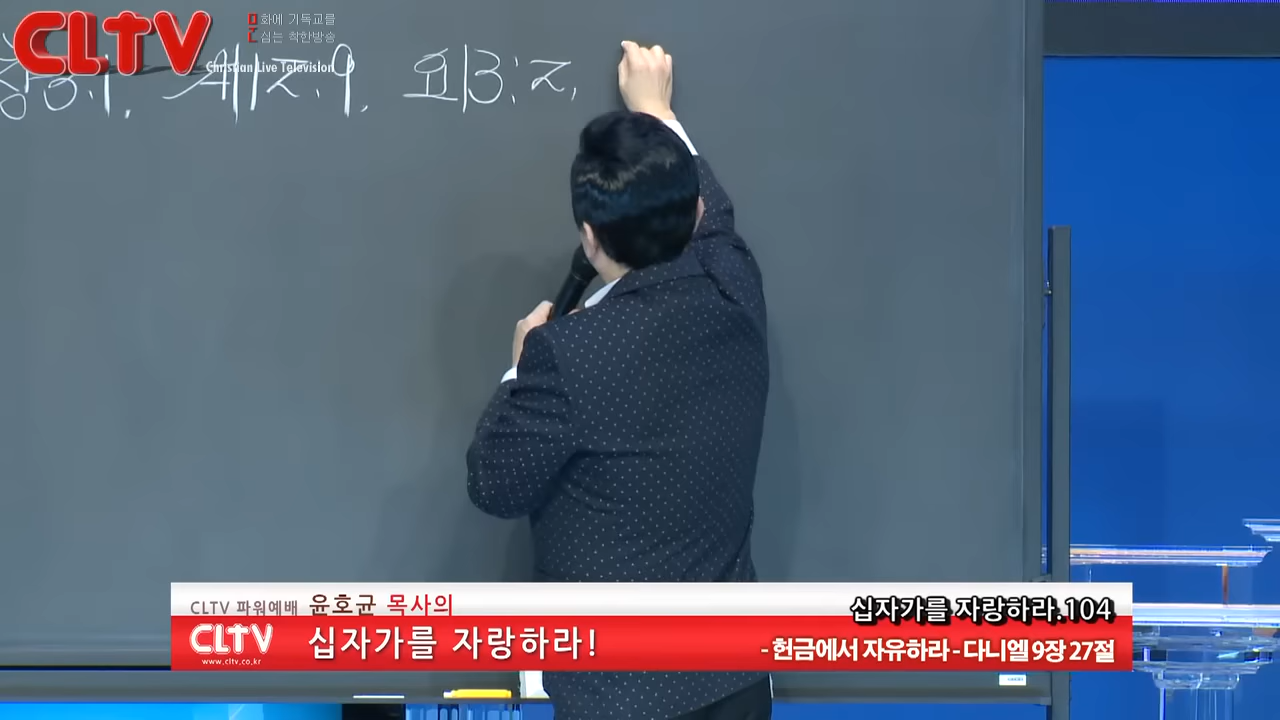 CLTV
문화에 기독교를
심는 착한방송
Christian Live Television
창3:1, 계12:9, 요13:2,
CLTV 파워예배 윤호균 목사의
십자가를 자랑하라.104
CLTV
www.cltv.co.kr
십자가를 자랑하라!
- 헌금에서 자유하라 - 다니엘 9장 27절